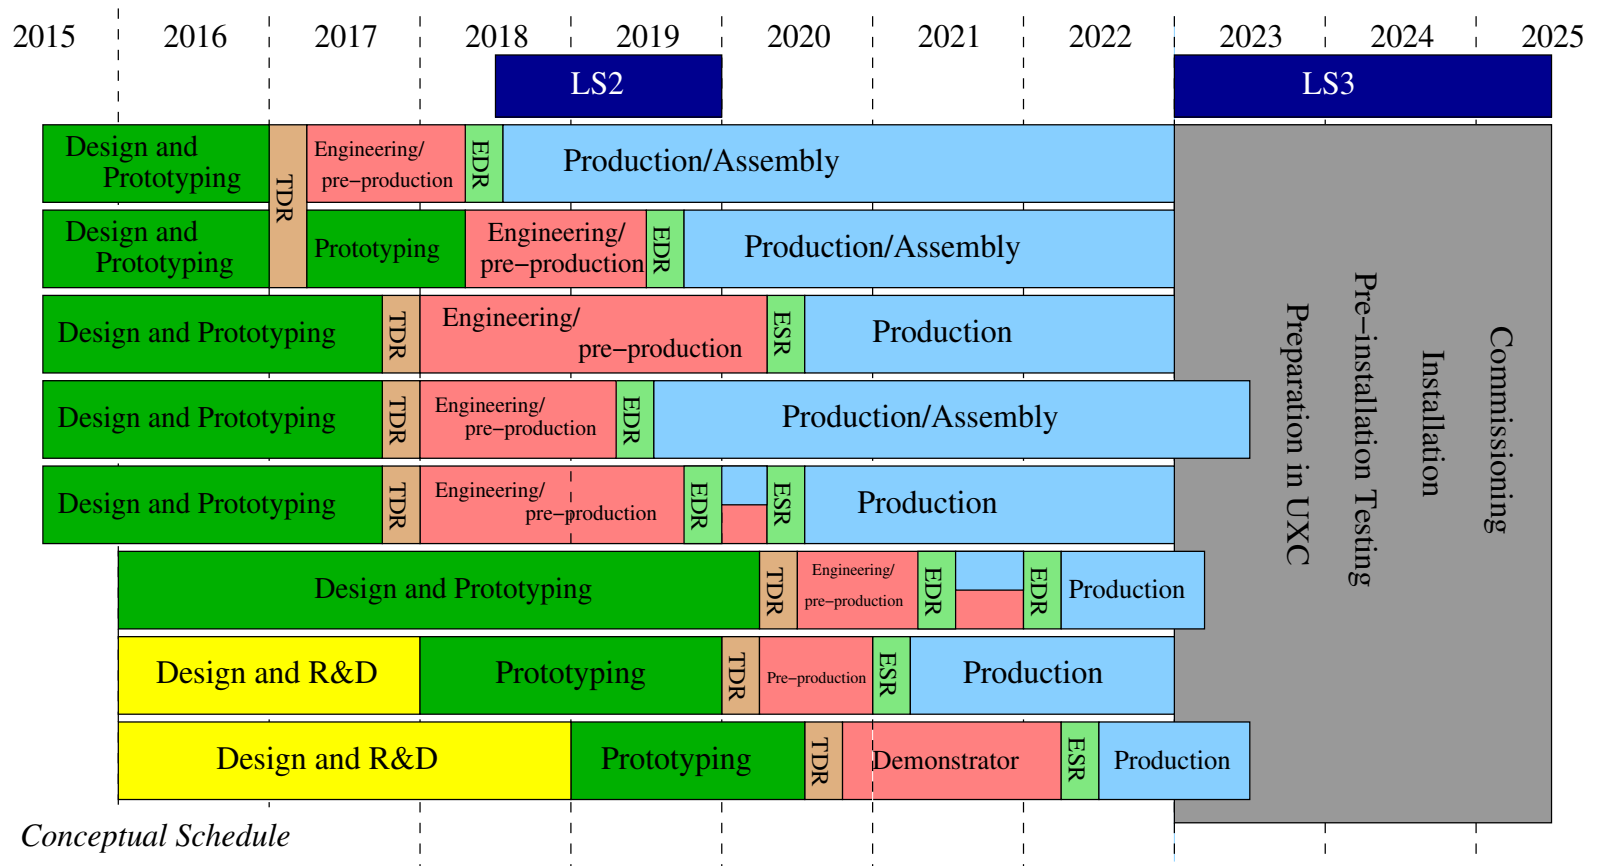 2015 2016 2017 2018 2019 2020 2021 2022 2023 2024 2025
LS2 LS3
Design and
Prototyping
TDR
Engineering/
pre−production
EDR
Production/Assembly
Design and
Prototyping
Prototyping
Engineering/
pre−production
EDR
Production/Assembly
Design and Prototyping
TDR
Engineering/
pre−production
ESR
Production
Design and Prototyping
TDR
Engineering/
pre−production
EDR
Production/Assembly
Design and Prototyping
TDR
Engineering/
pre−production
EDR
ESR
Production
Design and Prototyping
TDR
Engineering/
pre−production
EDR
EDR
Production
Design and R&D
Prototyping
TDR
Pre−production
ESR
Production
Design and R&D
Prototyping
TDR
Demonstrator
ESR
Production
Preparation in UXC
Pre−installation Testing
Installation
Commissioning
Conceptual Schedule